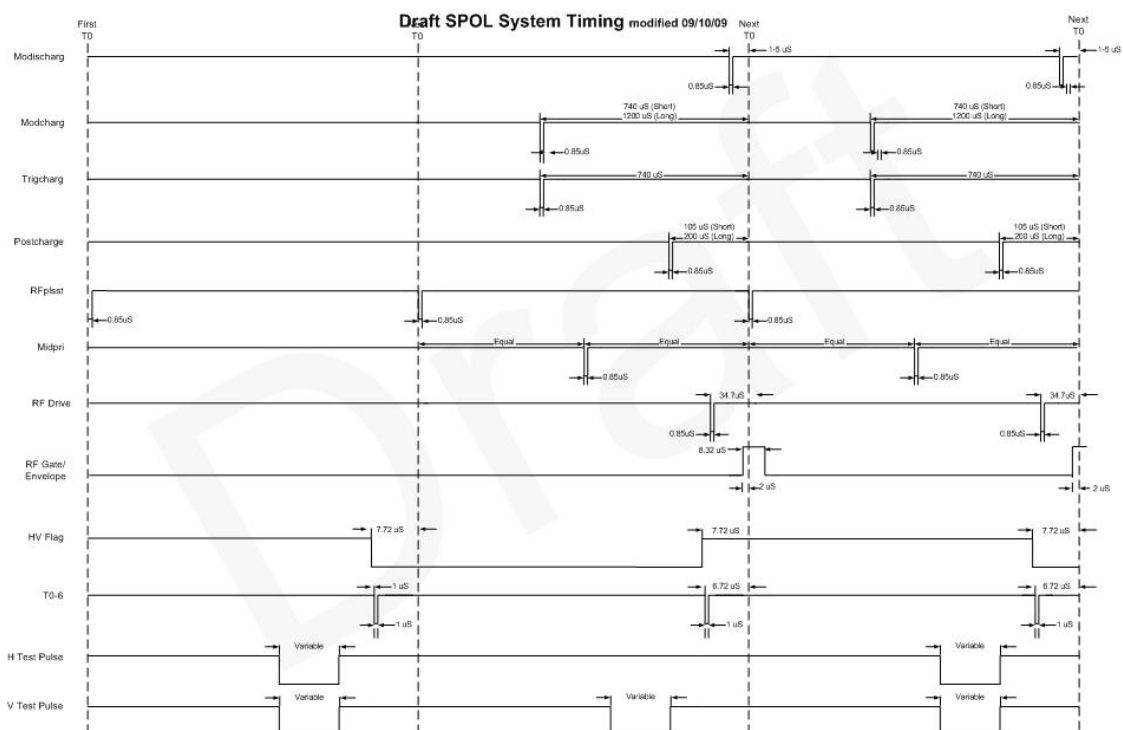 Draft SPOL System Timing modified 09/10/09
First
T0
T0
Next
T0
Next
T0
Modischarg
1-5 uS
0.85uS
1-5 uS
0.85uS
Modcharg
740 uS (Short)
1200 uS (Long)
0.85uS
740 uS (Short)
1200 uS (Long)
0.85uS
Trigcharg
740 uS
0.85uS
740 uS
0.85uS
Postcharge
105 uS (Short)
200 uS (Long)
0.85uS
105 uS (Short)
200 uS (Long)
0.85uS
RFplsst
0.85uS
0.85uS
0.85uS
Midpri
Equal
Equal
Equal
Equal
0.85uS
0.85uS
RF Drive
34.7uS
0.85uS
34.7uS
0.85uS
RF Gate/
Envelope
8.32 uS
2 uS
2 uS
HV Flag
7.72 uS
7.72 uS
7.72 uS
T0-6
1 uS
1 uS
6.72 uS
1 uS
6.72 uS
1 uS
H Test Pulse
Variable
Variable
V Test Pulse
Variable
Variable
Variable
Draft